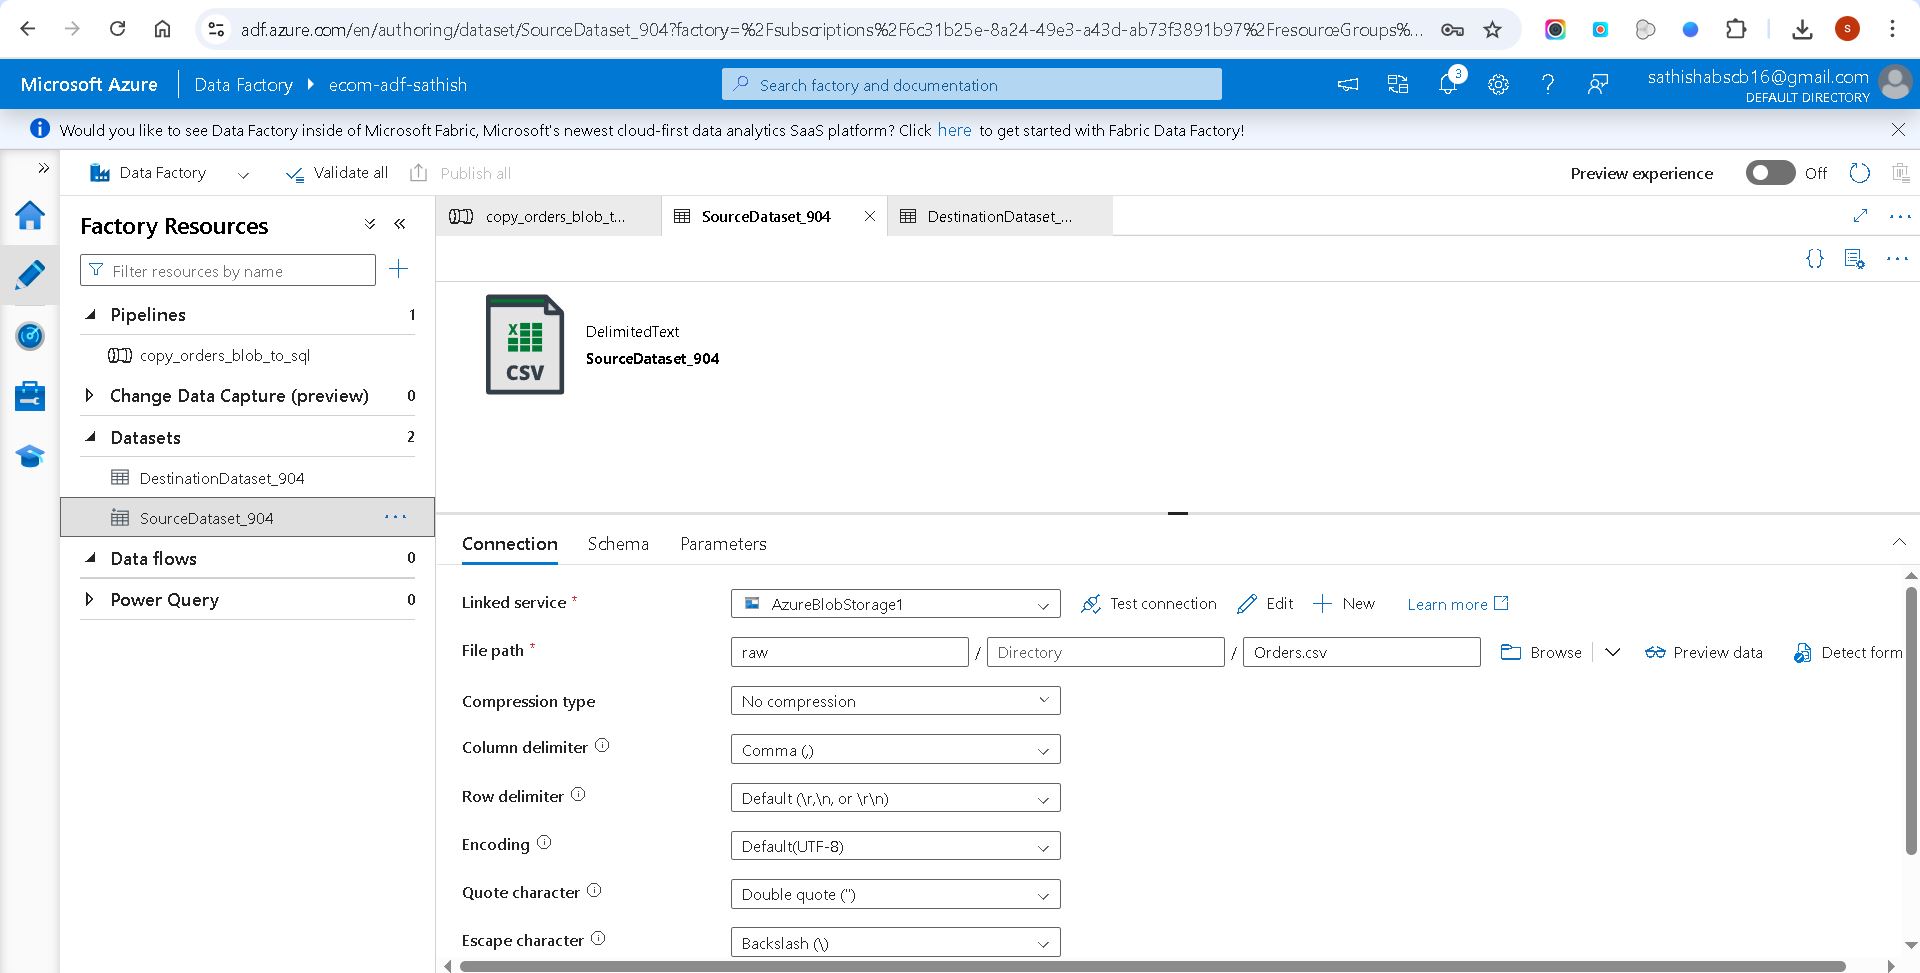 adf.azure.com/en/authoring/dataset/SourceDataset_904?factory=%2Fsubscriptions%2F6c31b25e-8a24-49e3-a43d-ab73f3891b97%2FresourceGroups%...
S
Microsoft Azure
Data Factory
ecom-adf-sathish
Search factory and documentation
3
sathishabscb16@gmail.com
DEFAULT DIRECTORY
Would you like to see Data Factory inside of Microsoft Fabric, Microsoft's newest cloud-first data analytics SaaS platform? Click here to get started with Fabric Data Factory!
Data Factory
Validate all
Publish all
Preview experience
Off
Factory Resources
Filter resources by name
Pipelines 1
copy_orders_blob_to_sql
Change Data Capture (preview) 0
Datasets 2
DestinationDataset_904
SourceDataset_904
Data flows 0
Power Query 0
copy_orders_blob_t...
SourceDataset_904
DestinationDataset_...
X
CSV
DelimitedText
SourceDataset_904
Connection
Schema
Parameters
Linked service *
AzureBlobStorage1
Test connection
Edit
New
Learn more
File path *
raw / Directory / Orders.csv
Browse
Preview data
Detect form
Compression type
No compression
Column delimiter
Comma (,)
Row delimiter
Default (\r,\n, or \r\n)
Encoding
Default(UTF-8)
Quote character
Double quote (")
Escape character
Backslash (\)